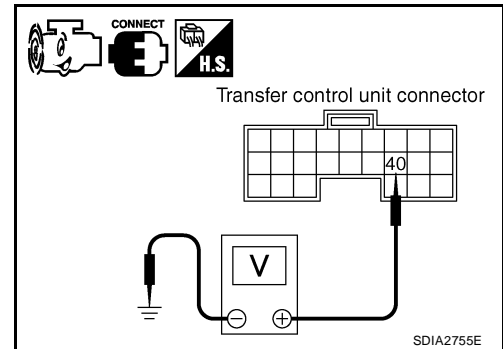 CONNECT
H.S.
Transfer control unit connector
40
V
− +
SDIA2755E